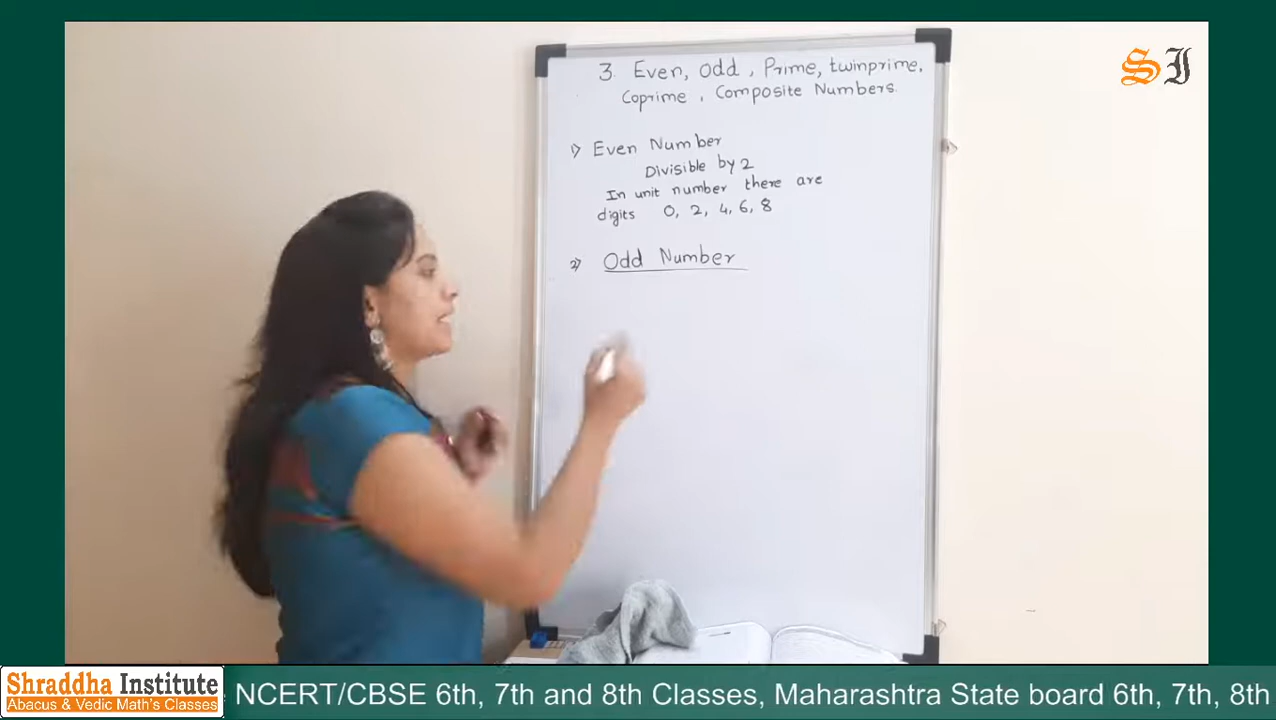 SI
3. Even, Odd, Prime, twinprime,
Coprime, Composite Numbers.
1) Even Number
Divisible by 2
In unit number there are
digits 0, 2, 4, 6, 8
2) Odd Number
Shraddha Institute
Abacus & Vedic Math's Classes
NCERT/CBSE 6th, 7th and 8th Classes, Maharashtra State board 6th, 7th, 8th